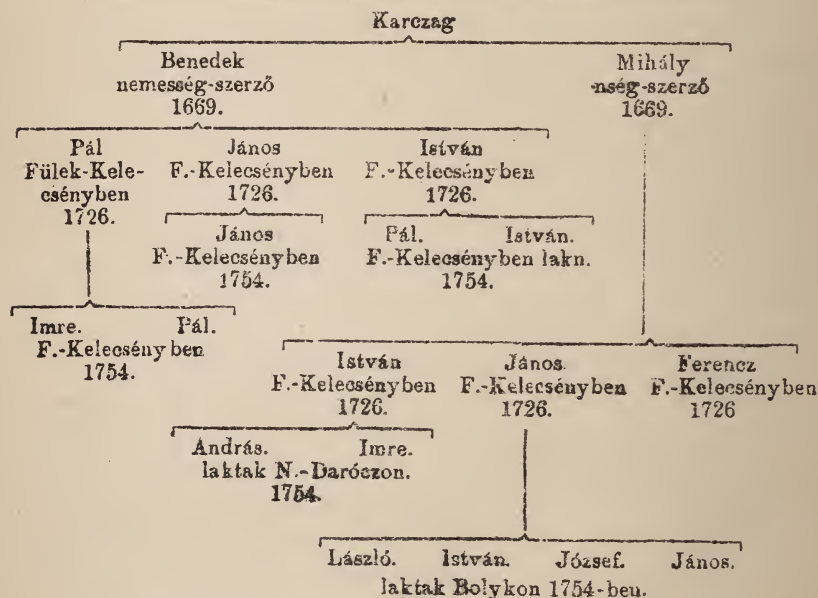 Karczag
Benedek
nemesség-szerző
1669.
Mihály
-nség-szerző
1669.
Pál
Fülek-Kele-
csényben
1726.
János
F.-Kelecsényben
1726.
István
F.-Kelecsényben
1726.
János
F.-Kelecsényben
1754.
Pál. István.
F.-Kelecsényben lakn.
1754.
Imre. Pál.
F.-Kelecsényben
1754.
István
F.-Kelecsényben
1726.
János.
F.-Kelecsényben
1726.
Ferencz
F.-Kelecsényben
1726
András. Imre.
laktak N.-Daróczon.
1754.
László. István. József. János.
laktak Bolykon 1754-ben.